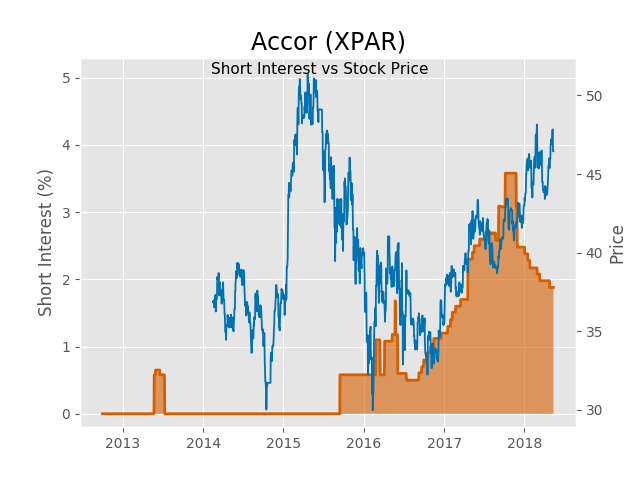 Accor (XPAR)
Short Interest vs Stock Price
Short Interest (%)
5
4
3
2
1
0
50
45
40
35
30
Price
2013 2014 2015 2016 2017 2018